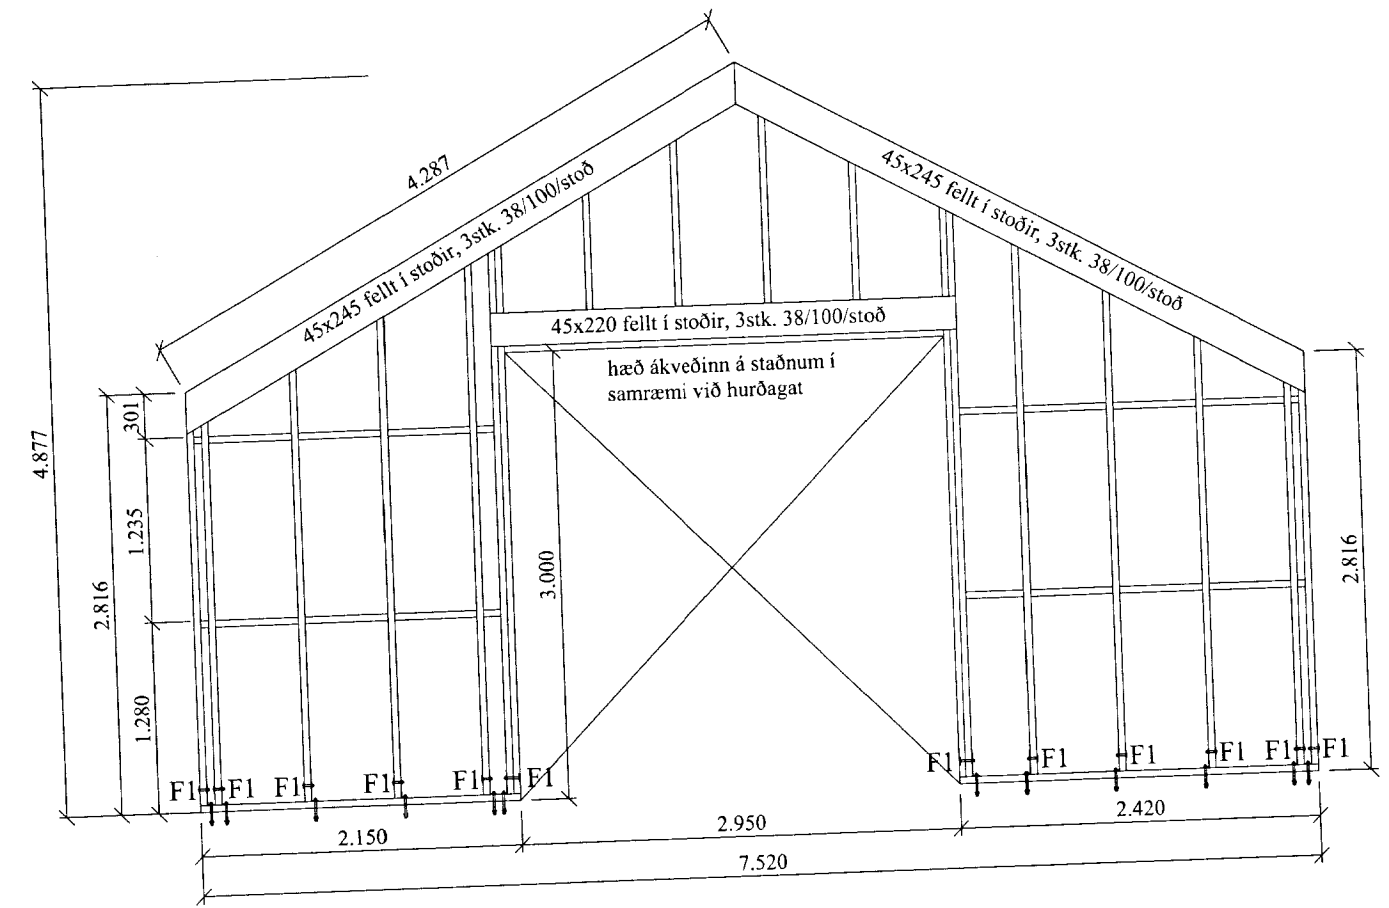 4.287
45x245 fellt í stoðir, 3stk. 38/100/stoð
45x245 fellt í stoðir, 3stk. 38/100/stoð
45x220 fellt í stoðir, 3stk. 38/100/stoð
hæð ákveðinn á staðnum í
samræmi við hurðagat
4.877
2.816
301
1.235
1.280
3.000
2.816
F1 F1 F1 F1 F1 F1
F1 F1 F1 F1 F1 F1
2.150
2.950
2.420
7.520